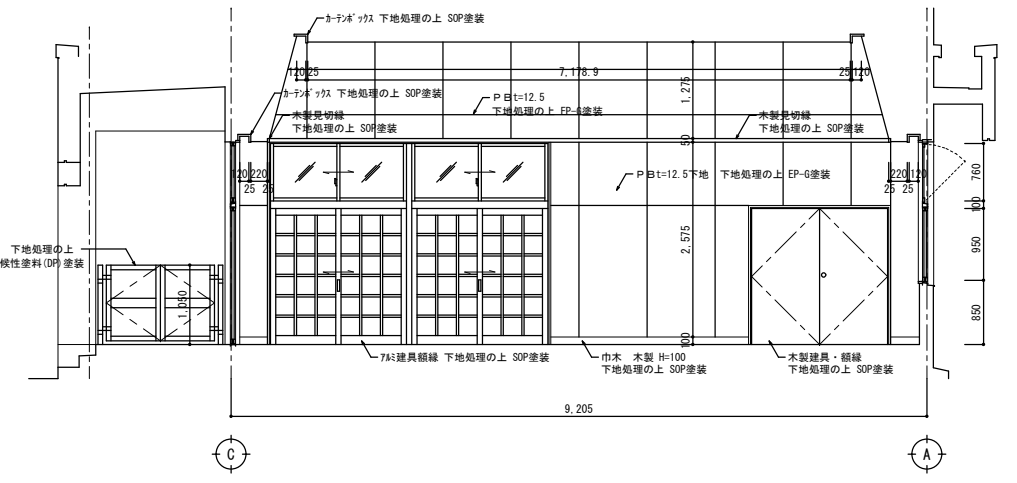 カーテンボックス 下地処理の上 SOP塗装
120
25
7,178.9
25
120
1,275
カーテンボックス 下地処理の上 SOP塗装
ＰＢt=12.5
下地処理の上 EP-G塗装
木製見切縁
下地処理の上 SOP塗装
木製見切縁
下地処理の上 SOP塗装
50
120
220
25
25
ＰＢt=12.5下地 下地処理の上 EP-G塗装
220
120
25
25
760
100
950
850
2,575
下地処理の上
候性塗料(DP)塗装
1,050
100
アルミ建具額縁 下地処理の上 SOP塗装
巾木 木製 H=100
下地処理の上 SOP塗装
木製建具・額縁
下地処理の上 SOP塗装
9,205
C
A